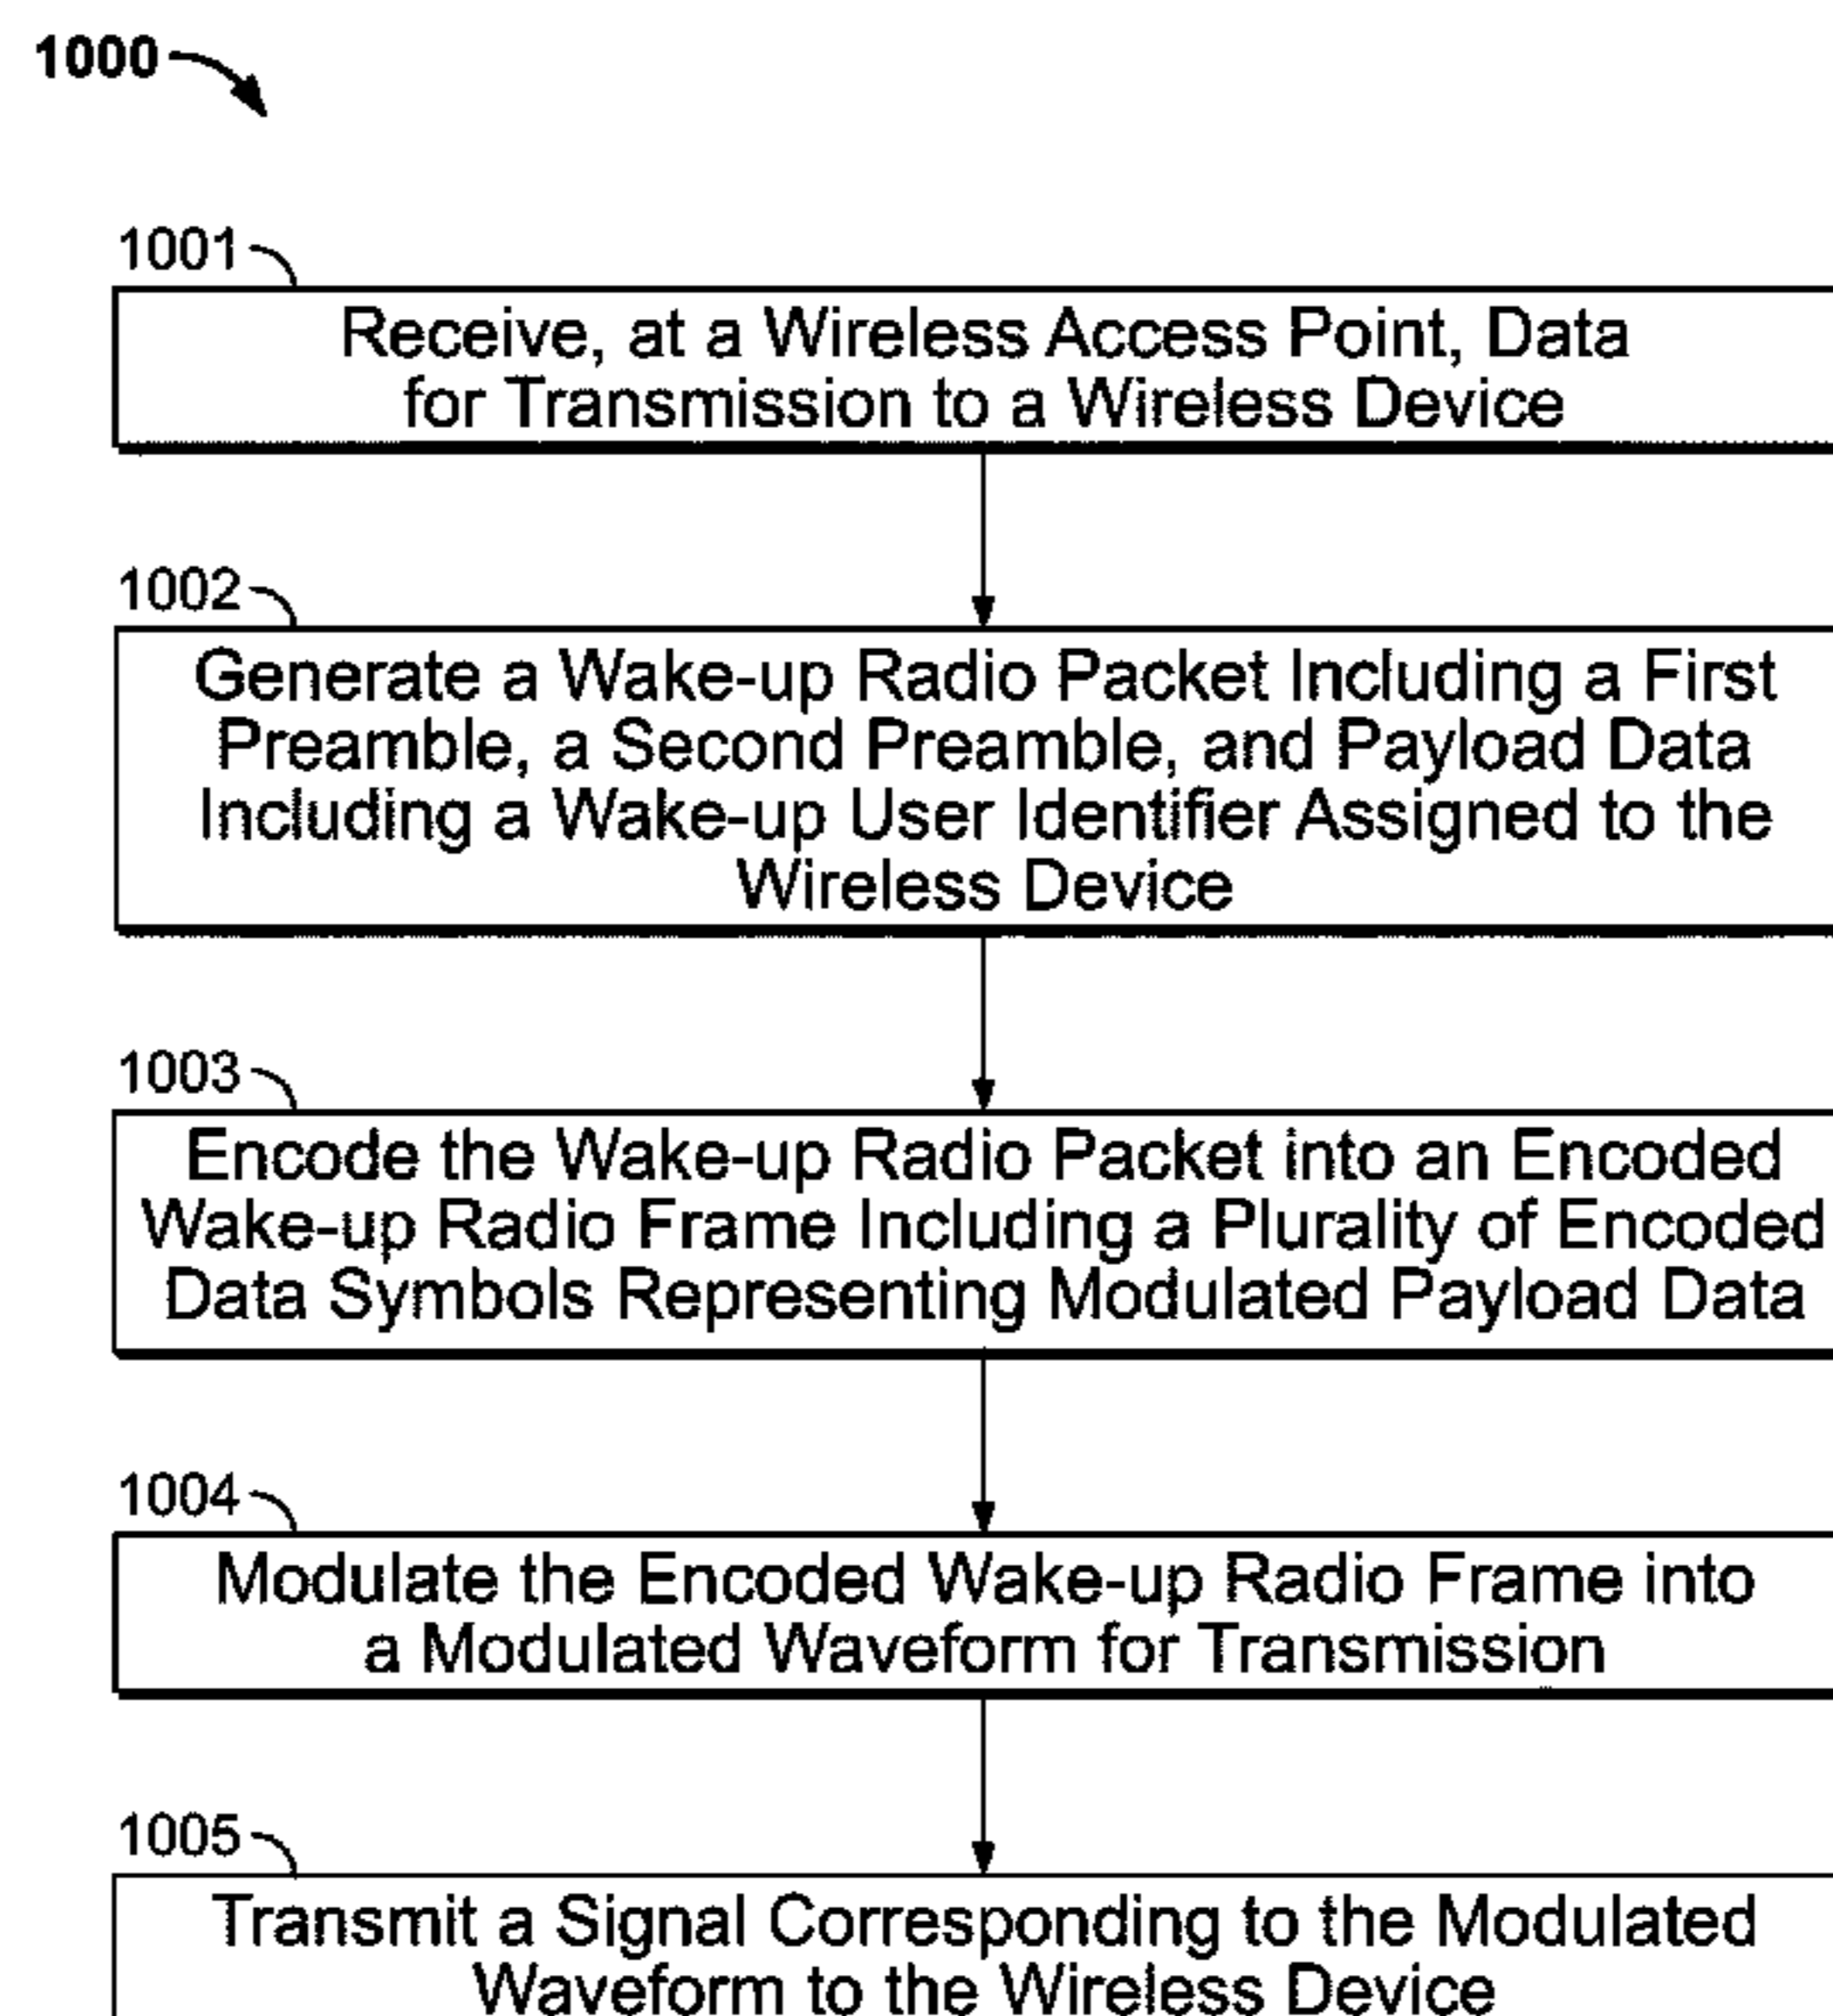 1000
1001
Receive, at a Wireless Access Point, Data
for Transmission to a Wireless Device
1002
Generate a Wake-up Radio Packet Including a First
Preamble, a Second Preamble, and Payload Data
Including a Wake-up User Identifier Assigned to the
Wireless Device
1003
Encode the Wake-up Radio Packet into an Encoded
Wake-up Radio Frame Including a Plurality of Encoded
Data Symbols Representing Modulated Payload Data
1004
Modulate the Encoded Wake-up Radio Frame into
a Modulated Waveform for Transmission
1005
Transmit a Signal Corresponding to the Modulated
Waveform to the Wireless Device